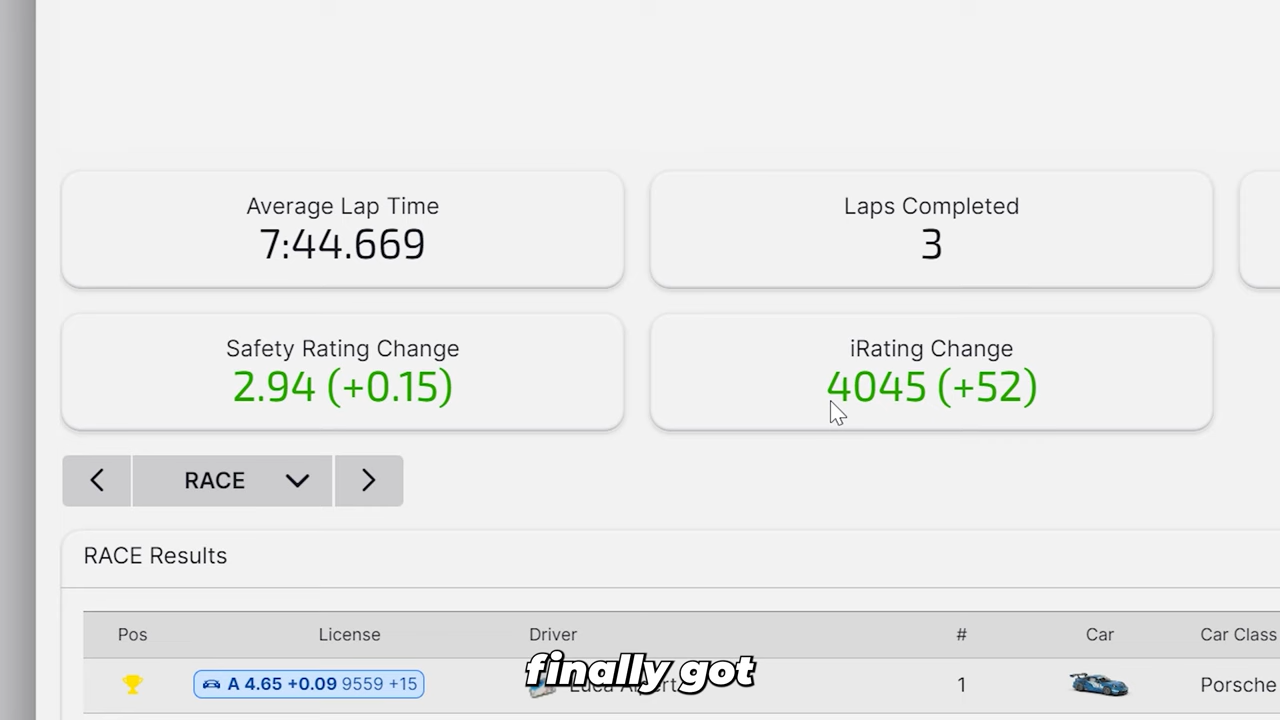 Average Lap Time
7:44.669
Laps Completed
3
Safety Rating Change
2.94 (+0.15)
iRating Change
4045 (+52)
RACE
RACE Results
Pos License Driver # Car Car Class
A 4.65 +0.09 9559 +15 1 Porsche
finally got